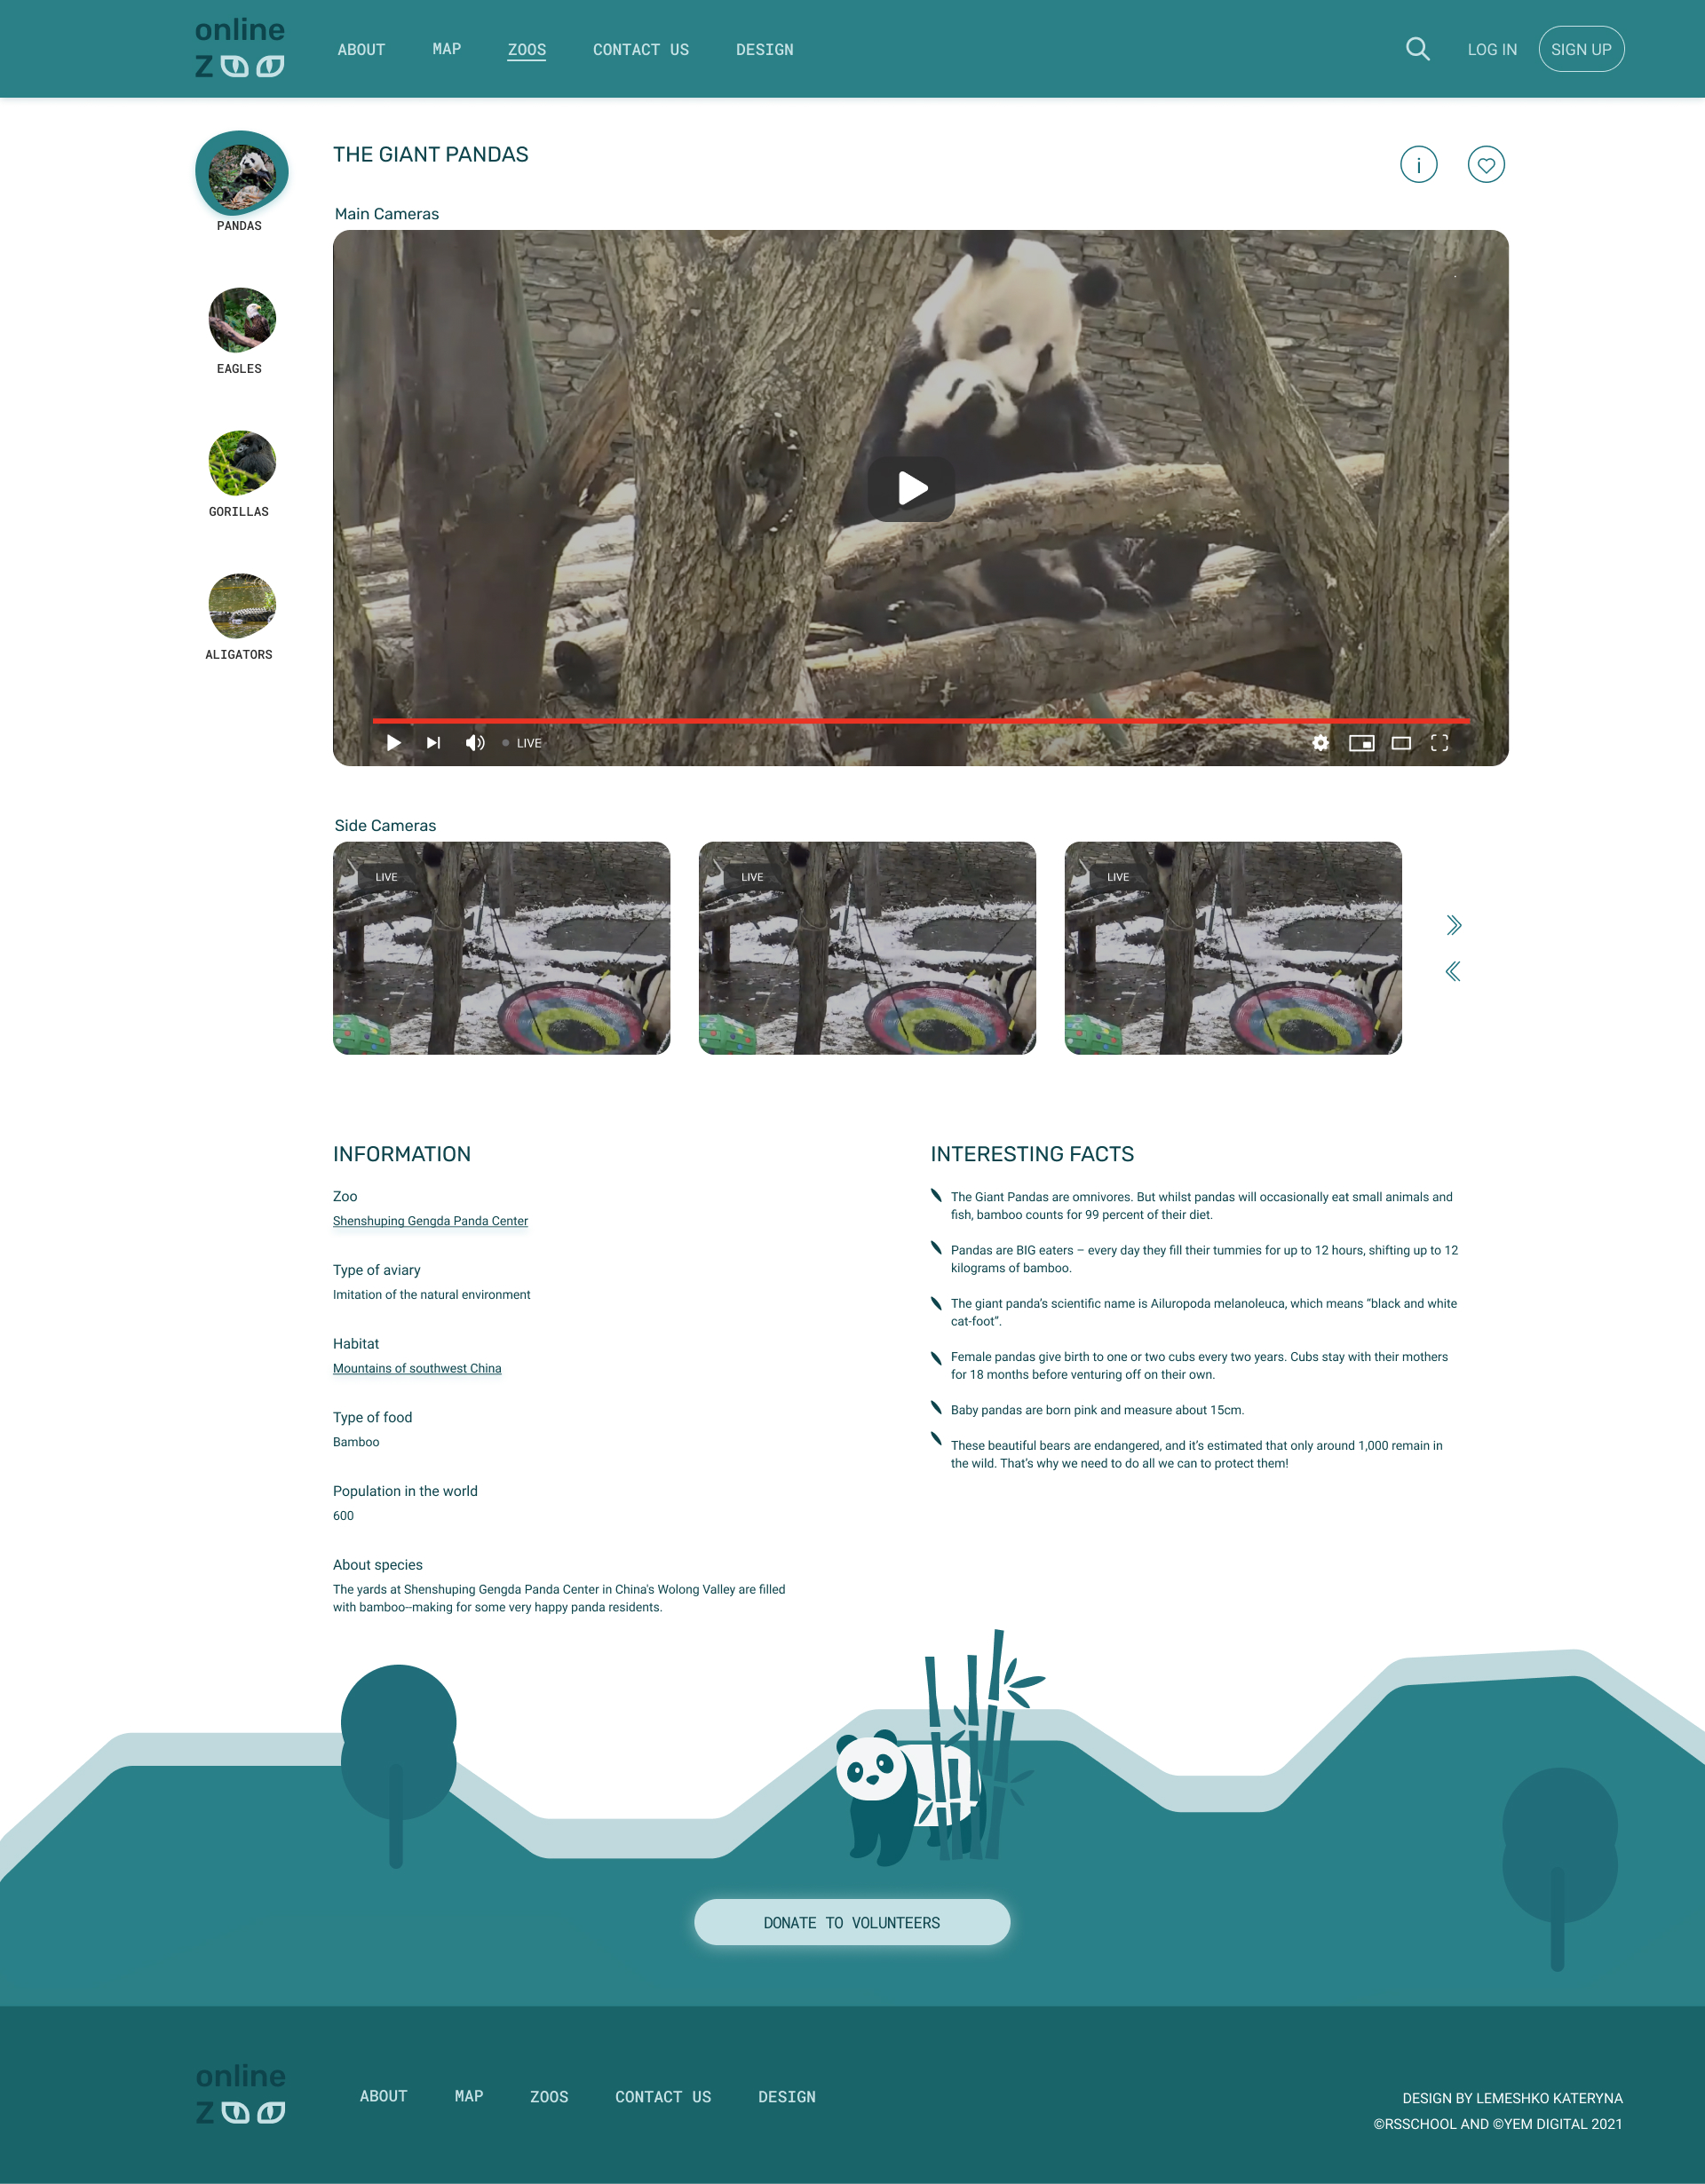 online
ZOO
ABOUT
MAP
ZOOS
CONTACT US
DESIGN
LOG IN
SIGN UP
PANDAS
EAGLES
GORILLAS
ALIGATORS
THE GIANT PANDAS
i
Main Cameras
LIVE
Side Cameras
LIVE
LIVE
LIVE
INFORMATION
Zoo
Shenshuping Gengda Panda Center
Type of aviary
Imitation of the natural environment
Habitat
Mountains of southwest China
Type of food
Bamboo
Population in the world
600
About species
The yards at Shenshuping Gengda Panda Center in China's Wolong Valley are filled
with bamboo--making for some very happy panda residents.
INTERESTING FACTS
The Giant Pandas are omnivores. But whilst pandas will occasionally eat small animals and
fish, bamboo counts for 99 percent of their diet.
Pandas are BIG eaters – every day they fill their tummies for up to 12 hours, shifting up to 12
kilograms of bamboo.
The giant panda’s scientific name is Ailuropoda melanoleuca, which means “black and white
cat-foot”.
Female pandas give birth to one or two cubs every two years. Cubs stay with their mothers
for 18 months before venturing off on their own.
Baby pandas are born pink and measure about 15cm.
These beautiful bears are endangered, and it’s estimated that only around 1,000 remain in
the wild. That’s why we need to do all we can to protect them!
DONATE TO VOLUNTEERS
online
ZOO
ABOUT
MAP
ZOOS
CONTACT US
DESIGN
DESIGN BY LEMESHKO KATERYNA
©RSSCHOOL AND ©YEM DIGITAL 2021